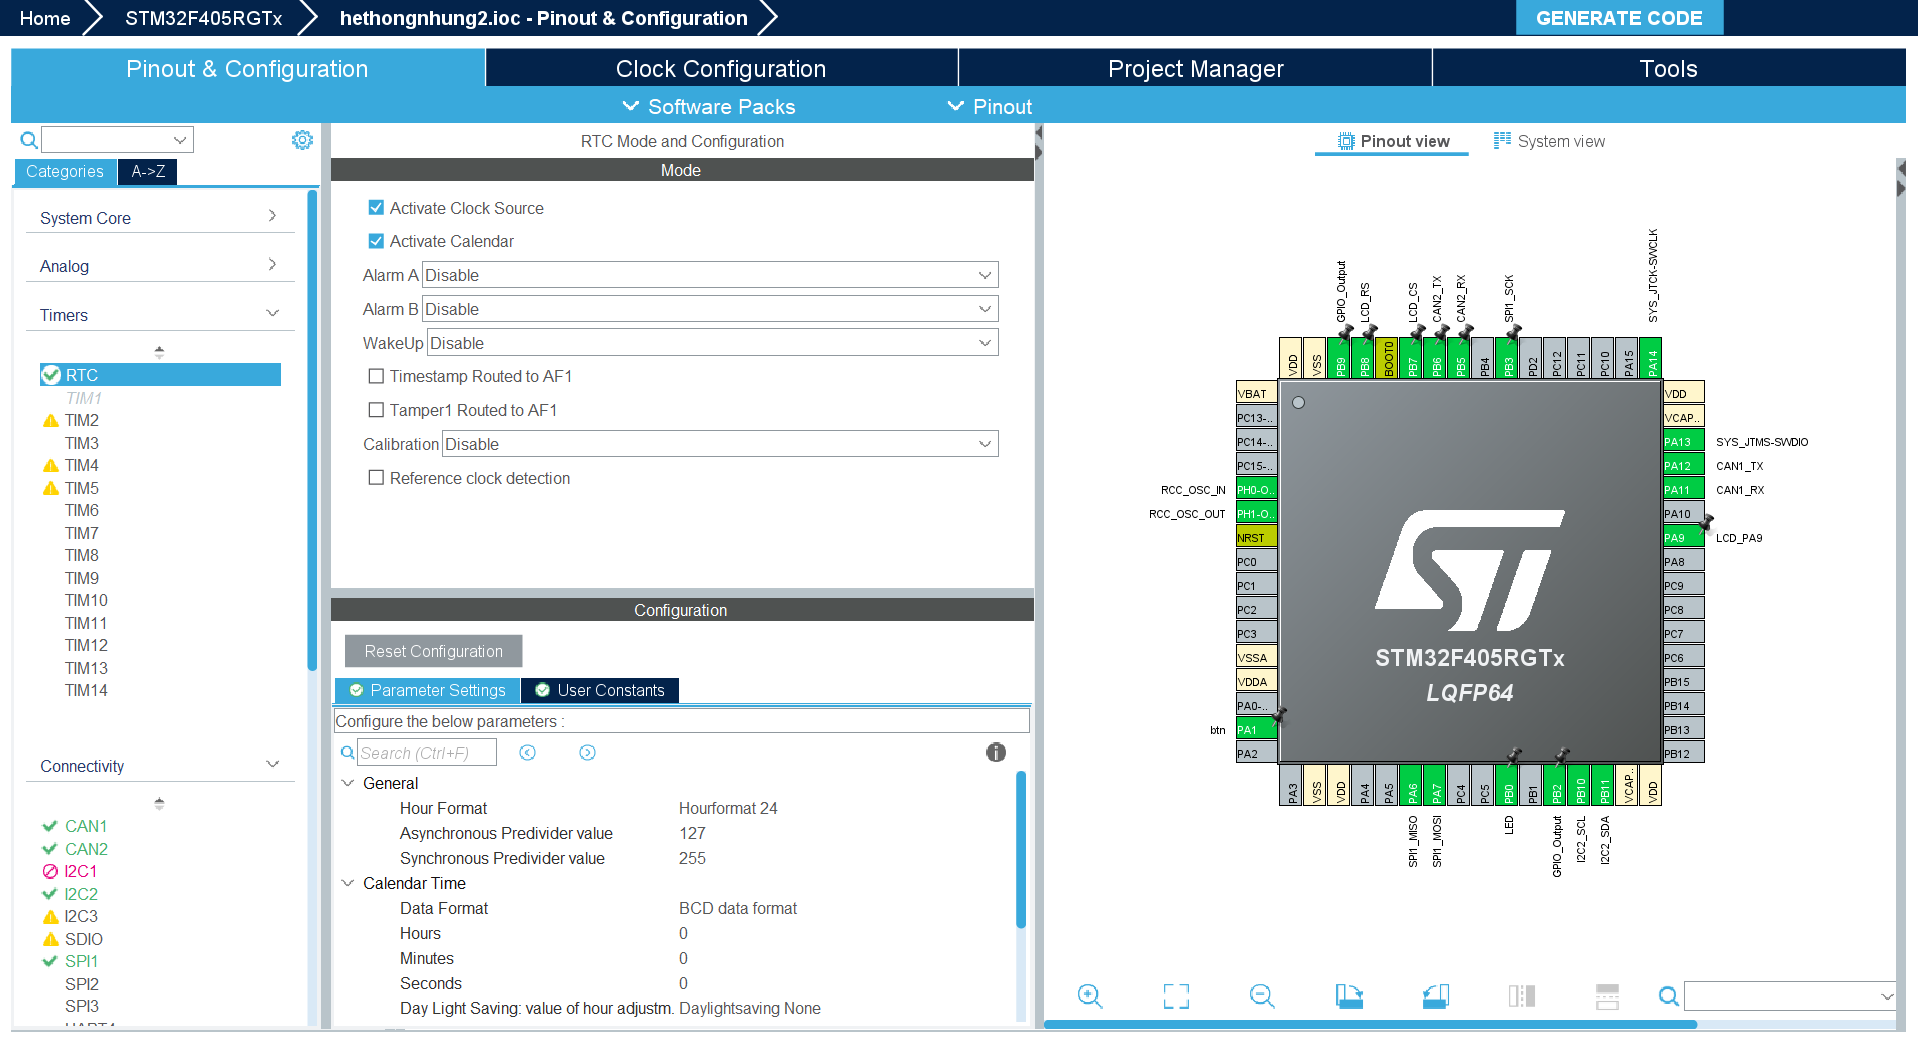 Home
STM32F405RGTx
hethongnhung2.ioc - Pinout & Configuration
GENERATE CODE
Pinout & Configuration
Clock Configuration
Project Manager
Tools
Software Packs
Pinout
Categories
A->Z
System Core
Analog
Timers
RTC
TIM1
TIM2
TIM3
TIM4
TIM5
TIM6
TIM7
TIM8
TIM9
TIM10
TIM11
TIM12
TIM13
TIM14
Connectivity
CAN1
CAN2
I2C1
I2C2
I2C3
SDIO
SPI1
SPI2
SPI3
RTC Mode and Configuration
Mode
Activate Clock Source
Activate Calendar
Alarm A Disable
Alarm B Disable
WakeUp Disable
Timestamp Routed to AF1
Tamper1 Routed to AF1
Calibration Disable
Reference clock detection
Configuration
Reset Configuration
Parameter Settings
User Constants
Configure the below parameters :
Search (Ctrl+F)
General
Hour Format Hourformat 24
Asynchronous Predivider value 127
Synchronous Predivider value 255
Calendar Time
Data Format BCD data format
Hours 0
Minutes 0
Seconds 0
Day Light Saving: value of hour adjustm. Daylightsaving None
Pinout view
System view
GPIO_Output
LCD_RS
LCD_CS
CAN2_TX
CAN2_RX
SPI1_SCK
SYS_JTCK-SWCLK
VDD
VSS
PB9
PB8
BOOT0
PB7
PB6
PB5
PB4
PB3
PD2
PC12
PC11
PC10
PA15
PA14
VBAT
PC13-..
PC14-..
PC15-..
RCC_OSC_IN PH0-O..
RCC_OSC_OUT PH1-O..
NRST
PC0
PC1
PC2
PC3
VSSA
VDDA
PA0-..
btn PA1
PA2
STM32F405RGTx
LQFP64
VDD
VCAP..
PA13 SYS_JTMS-SWDIO
PA12 CAN1_TX
PA11 CAN1_RX
PA10
PA9 LCD_PA9
PA8
PC9
PC8
PC7
PC6
PB15
PB14
PB13
PB12
PA3
VSS
VDD
PA4
PA5
PA6
PA7
PC4
PC5
PB0
PB1
PB2
PB10
PB11
VCAP..
VDD
SPI1_MISO
SPI1_MOSI
LED
GPIO_Output
I2C2_SCL
I2C2_SDA